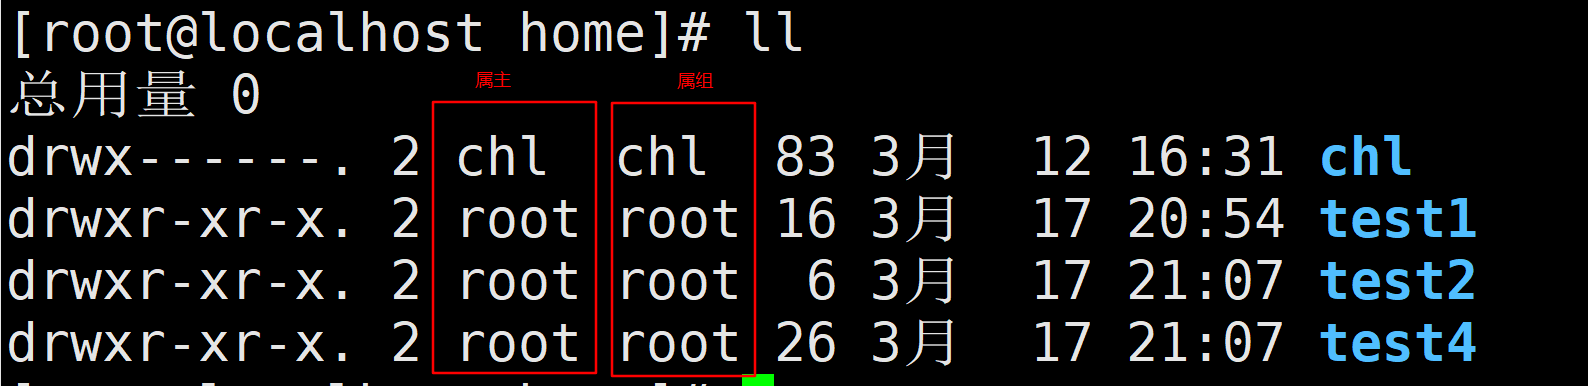 [root@localhost home]# ll
总用量 0
属主 属组
drwx------. 2 chl chl 83 3月 12 16:31 chl
drwxr-xr-x. 2 root root 16 3月 17 20:54 test1
drwxr-xr-x. 2 root root 6 3月 17 21:07 test2
drwxr-xr-x. 2 root root 26 3月 17 21:07 test4